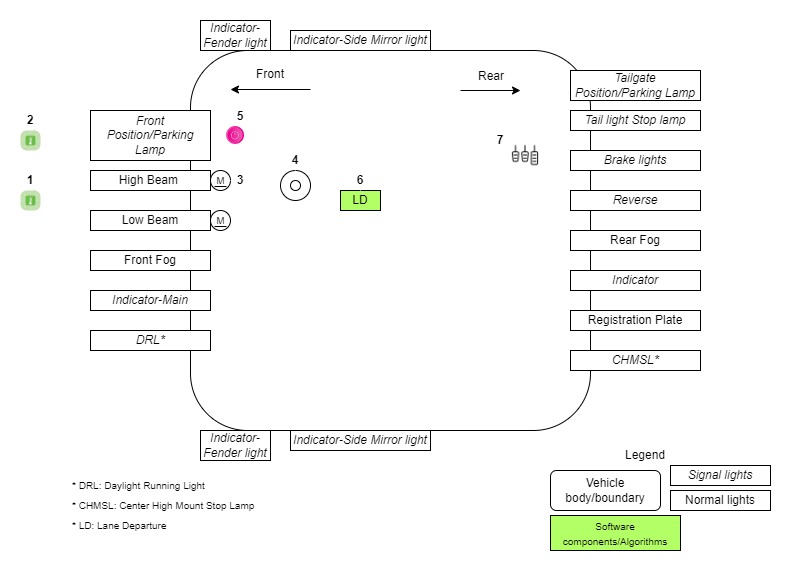 Indicator-
Fender light
Indicator-Side Mirror light
Front
Rear
Tailgate
Position/Parking Lamp
2
Front
Position/Parking
Lamp
5
Tail light Stop lamp
7
Brake lights
1
High Beam
M
3
4
6
LD
Reverse
Low Beam
M
Rear Fog
Front Fog
Indicator
Indicator-Main
Registration Plate
DRL*
CHMSL*
Indicator-
Fender light
Indicator-Side Mirror light
* DRL: Daylight Running Light
* CHMSL: Center High Mount Stop Lamp
* LD: Lane Departure
Legend
Vehicle
body/boundary
Signal lights
Normal lights
Software
components/Algorithms